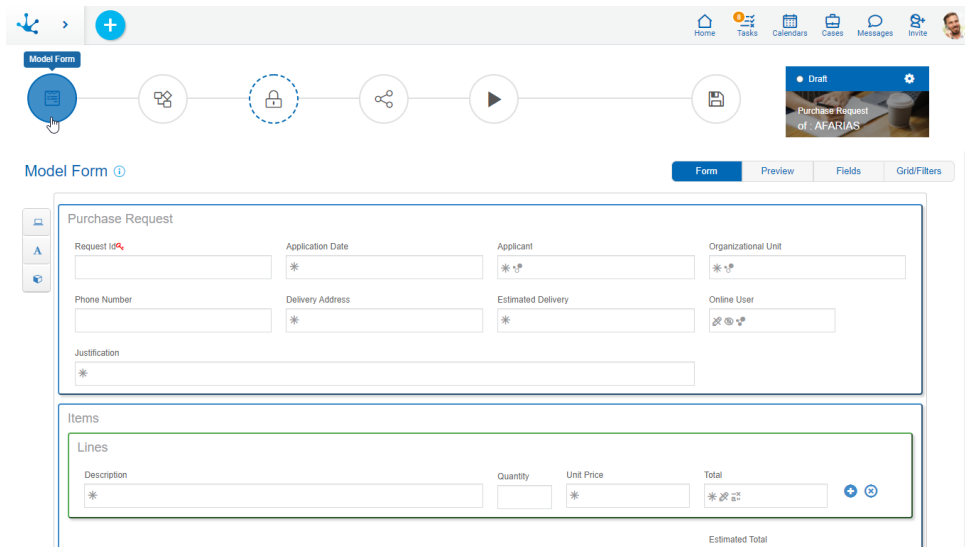 8
Home
Tasks
Calendars
Cases
Messages
Invite
Model Form
Draft
Purchase Request
of : AFARIAS
Model Form
Form
Preview
Fields
Grid/Filters
A
Purchase Request
Request Id
Application Date
Applicant
Organizational Unit
Phone Number
Delivery Address
Estimated Delivery
Online User
Justification
Items
Lines
Description
Quantity
Unit Price
Total
Estimated Total